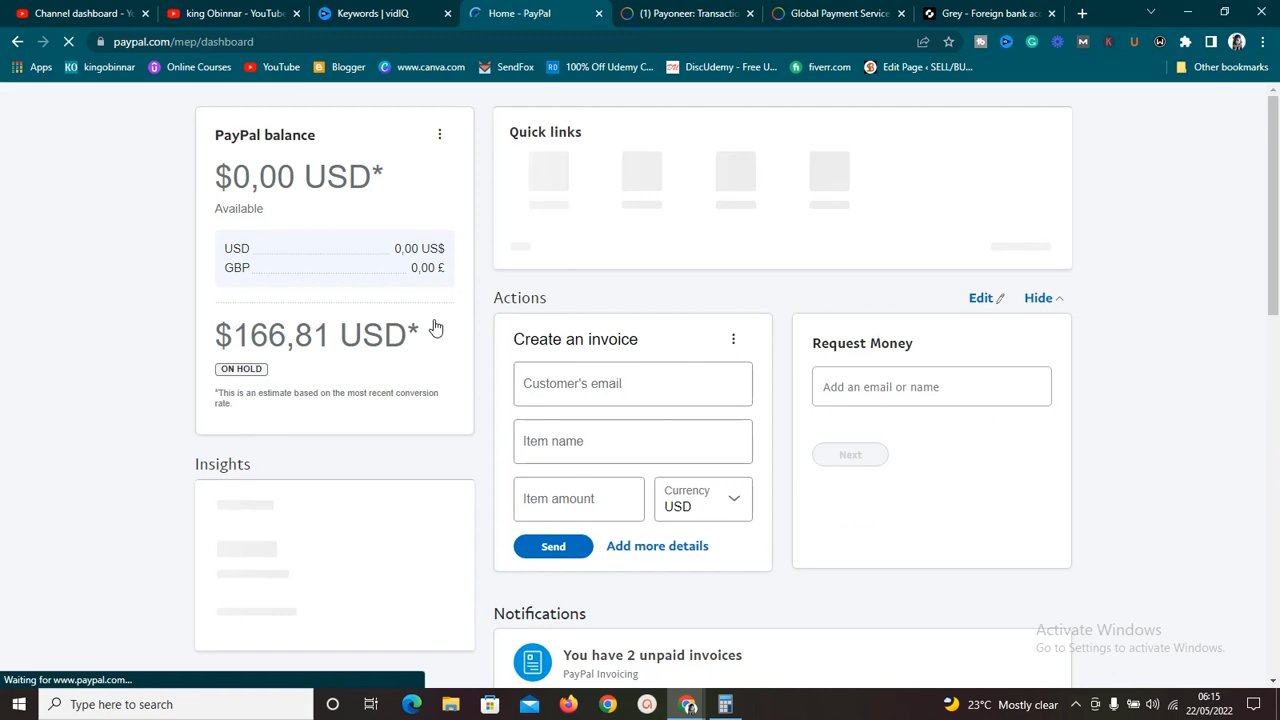 Channel dashboard - Yo
king Obinnar - YouTube
Keywords | vidIQ
Home - PayPal
(1) Payoneer: Transactio
Global Payment Service
Grey - Foreign bank acc
paypal.com/mep/dashboard
Apps
kingobinnar
Online Courses
YouTube
Blogger
www.canva.com
SendFox
100% Off Udemy C...
DiscUdemy - Free U...
fiverr.com
Edit Page ‹ SELL/BU...
Other bookmarks
PayPal balance
$0,00 USD*
Available
USD 0,00 US$
GBP 0,00 £
$166,81 USD*
ON HOLD
*This is an estimate based on the most recent conversion
rate.
Insights
Quick links
Actions
Edit
Hide
Create an invoice
Customer's email
Item name
Item amount
Currency
USD
Send
Add more details
Request Money
Add an email or name
Next
Notifications
You have 2 unpaid invoices
PayPal Invoicing
Activate Windows
Go to Settings to activate Windows.
Waiting for www.paypal.com...
Type here to search
23°C Mostly clear
06:15
22/05/2022